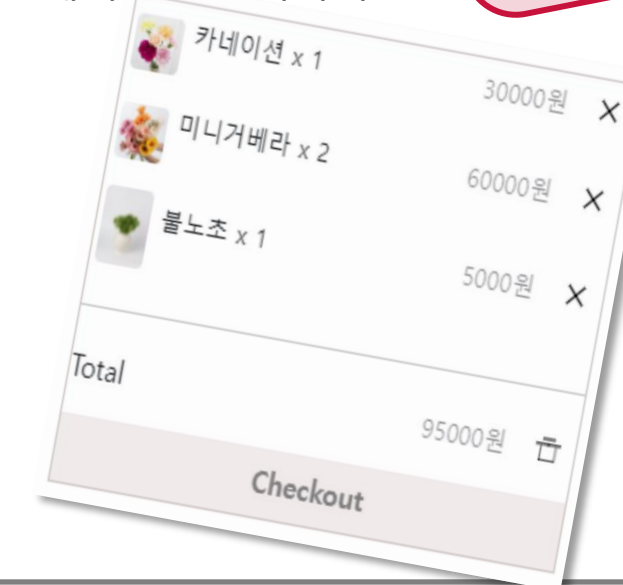 카네이션 x 1
30000원
미니거베라 x 2
60000원
불노초 x 1
5000원
Total
95000원
Checkout